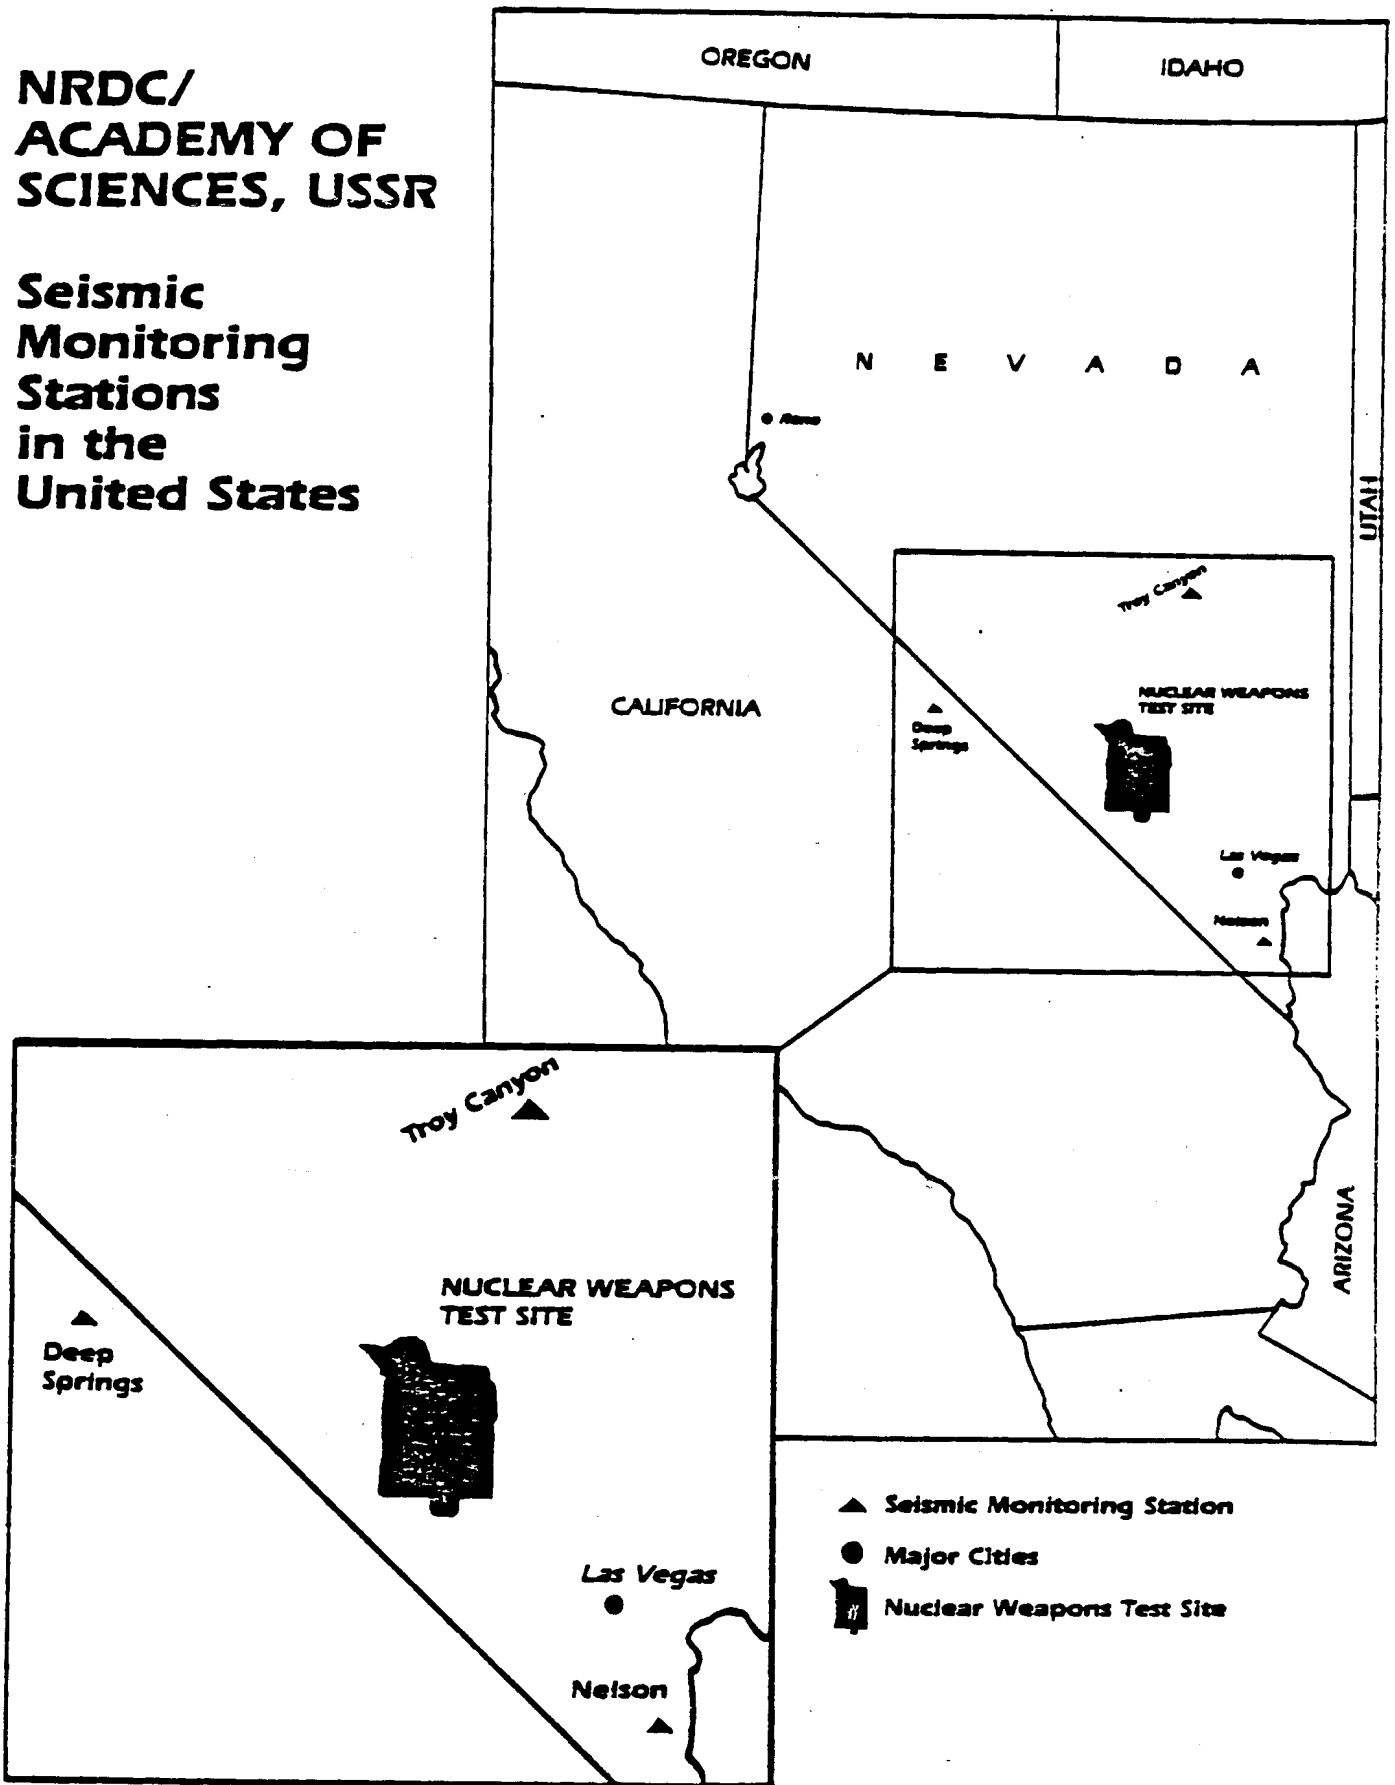 NRDC/
ACADEMY OF
SCIENCES, USSR
Seismic
Monitoring
Stations
in the
United States
OREGON
IDAHO
N E V A D A
Reno
UTAH
Troy Canyon
CALIFORNIA
NUCLEAR WEAPONS
TEST SITE
Deep
Springs
Las Vegas
Nelson
ARIZONA
Troy Canyon
NUCLEAR WEAPONS
TEST SITE
Deep
Springs
Las Vegas
Nelson
Seismic Monitoring Station
Major Cities
Nuclear Weapons Test Site